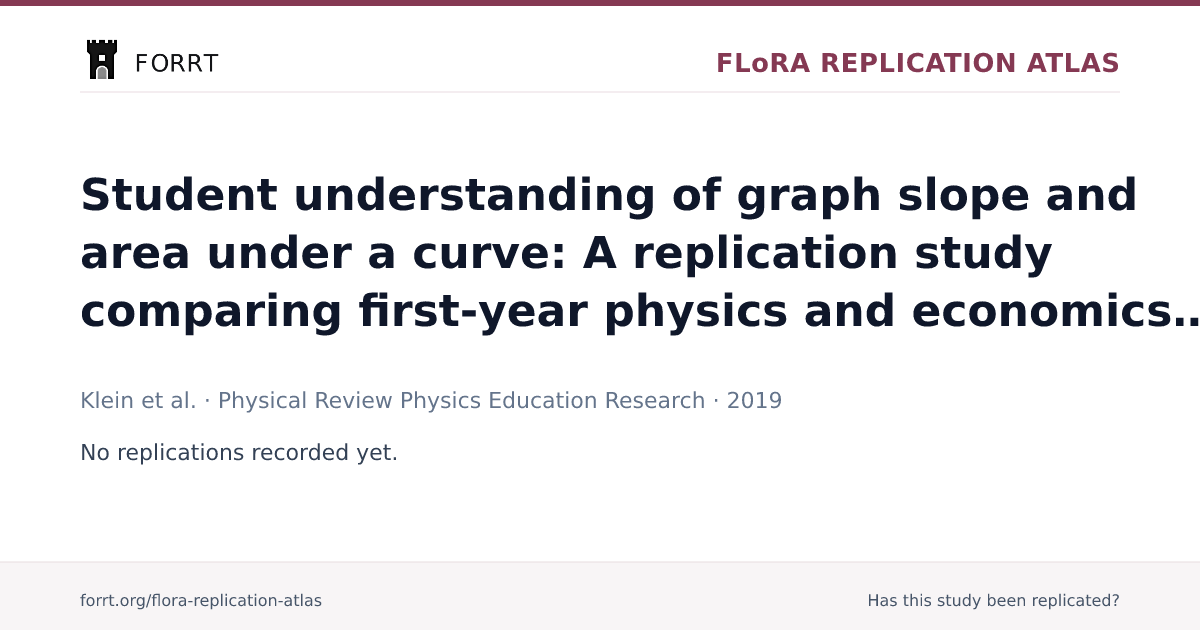 FORRT
FLoRA REPLICATION ATLAS
Student understanding of graph slope and
area under a curve: A replication study
comparing first-year physics and economics…
Klein et al. · Physical Review Physics Education Research · 2019
No replications recorded yet.
forrt.org/flora-replication-atlas
Has this study been replicated?